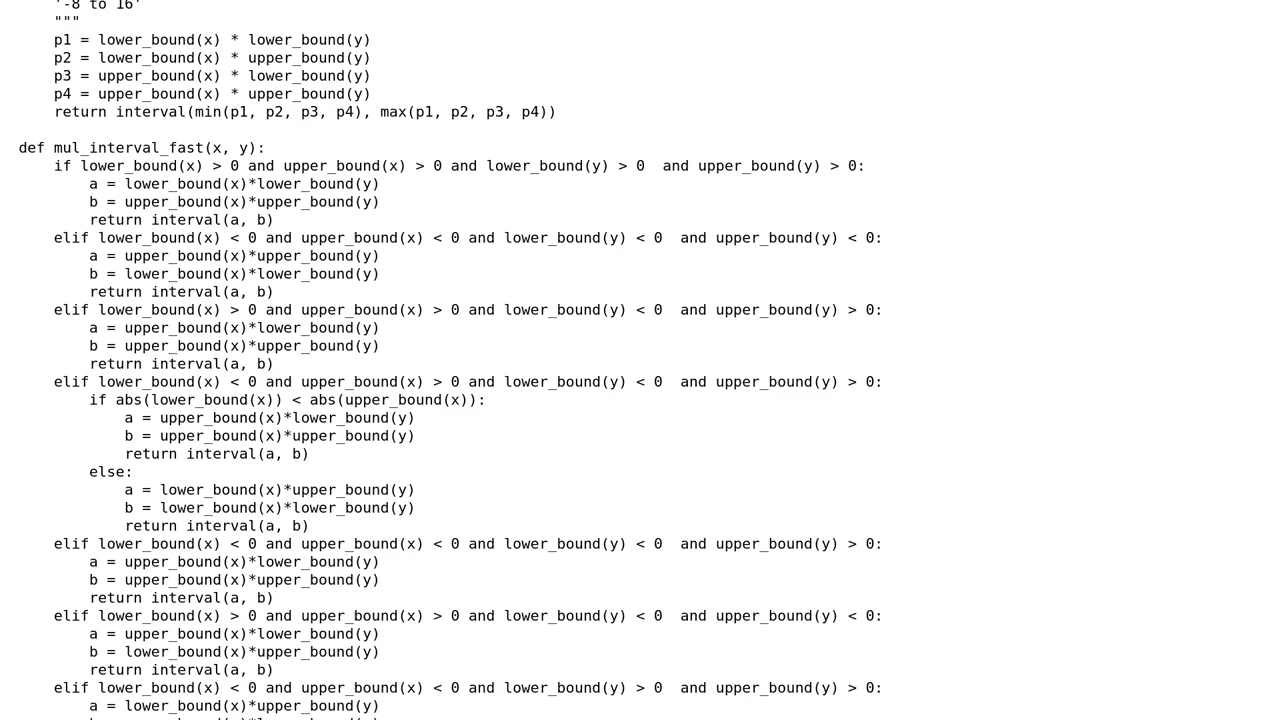 '-8 to 16'
"""
p1 = lower_bound(x) * lower_bound(y)
p2 = lower_bound(x) * upper_bound(y)
p3 = upper_bound(x) * lower_bound(y)
p4 = upper_bound(x) * upper_bound(y)
return interval(min(p1, p2, p3, p4), max(p1, p2, p3, p4))
def mul_interval_fast(x, y):
if lower_bound(x) > 0 and upper_bound(x) > 0 and lower_bound(y) > 0  and upper_bound(y) > 0:
a = lower_bound(x)*lower_bound(y)
b = upper_bound(x)*upper_bound(y)
return interval(a, b)
elif lower_bound(x) < 0 and upper_bound(x) < 0 and lower_bound(y) < 0  and upper_bound(y) < 0:
a = upper_bound(x)*upper_bound(y)
b = lower_bound(x)*lower_bound(y)
return interval(a, b)
elif lower_bound(x) > 0 and upper_bound(x) > 0 and lower_bound(y) < 0  and upper_bound(y) > 0:
a = upper_bound(x)*lower_bound(y)
b = upper_bound(x)*upper_bound(y)
return interval(a, b)
elif lower_bound(x) < 0 and upper_bound(x) > 0 and lower_bound(y) < 0  and upper_bound(y) > 0:
if abs(lower_bound(x)) < abs(upper_bound(x)):
a = upper_bound(x)*lower_bound(y)
b = upper_bound(x)*upper_bound(y)
return interval(a, b)
else:
a = lower_bound(x)*upper_bound(y)
b = lower_bound(x)*lower_bound(y)
return interval(a, b)
elif lower_bound(x) < 0 and upper_bound(x) < 0 and lower_bound(y) < 0  and upper_bound(y) > 0:
a = upper_bound(x)*lower_bound(y)
b = upper_bound(x)*upper_bound(y)
return interval(a, b)
elif lower_bound(x) > 0 and upper_bound(x) > 0 and lower_bound(y) < 0  and upper_bound(y) < 0:
a = upper_bound(x)*lower_bound(y)
b = lower_bound(x)*upper_bound(y)
return interval(a, b)
elif lower_bound(x) < 0 and upper_bound(x) < 0 and lower_bound(y) > 0  and upper_bound(y) > 0:
a = lower_bound(x)*upper_bound(y)